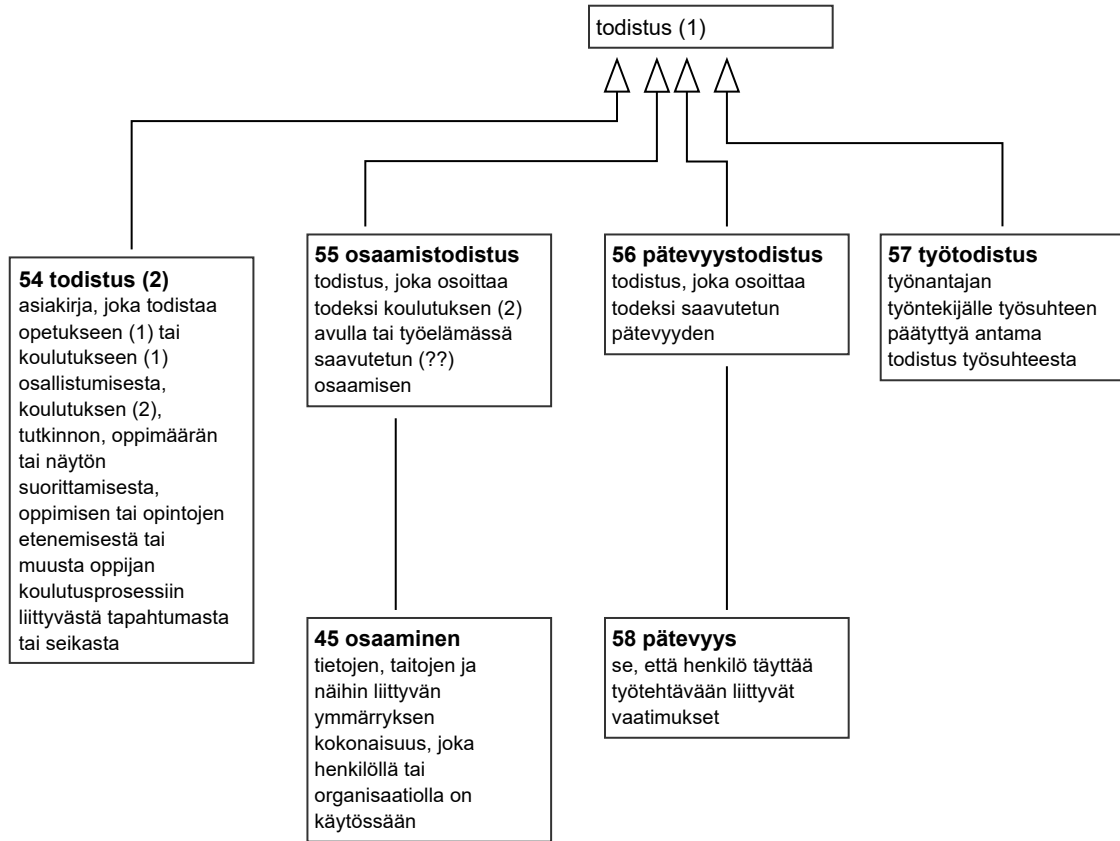 todistus (1)
54 todistus (2)
asiakirja, joka todistaa
opetukseen (1) tai
koulutukseen (1)
osallistumisesta,
koulutuksen (2),
tutkinnon, oppimäärän
tai näytön
suorittamisesta,
oppimisen tai opintojen
etenemisestä tai
muusta oppijan
koulutusprosessiin
liittyvästä tapahtumasta
tai seikasta
55 osaamistodistus
todistus, joka osoittaa
todeksi koulutuksen (2)
avulla tai työelämässä
saavutetun (??)
osaamisen
56 pätevyystodistus
todistus, joka osoittaa
todeksi saavutetun
pätevyyden
57 työtodistus
työnantajan
työntekijälle työsuhteen
päätyttyä antama
todistus työsuhteesta
45 osaaminen
tietojen, taitojen ja
näihin liittyvän
ymmärryksen
kokonaisuus, joka
henkilöllä tai
organisaatiolla on
käytössään
58 pätevyys
se, että henkilö täyttää
työtehtävään liittyvät
vaatimukset